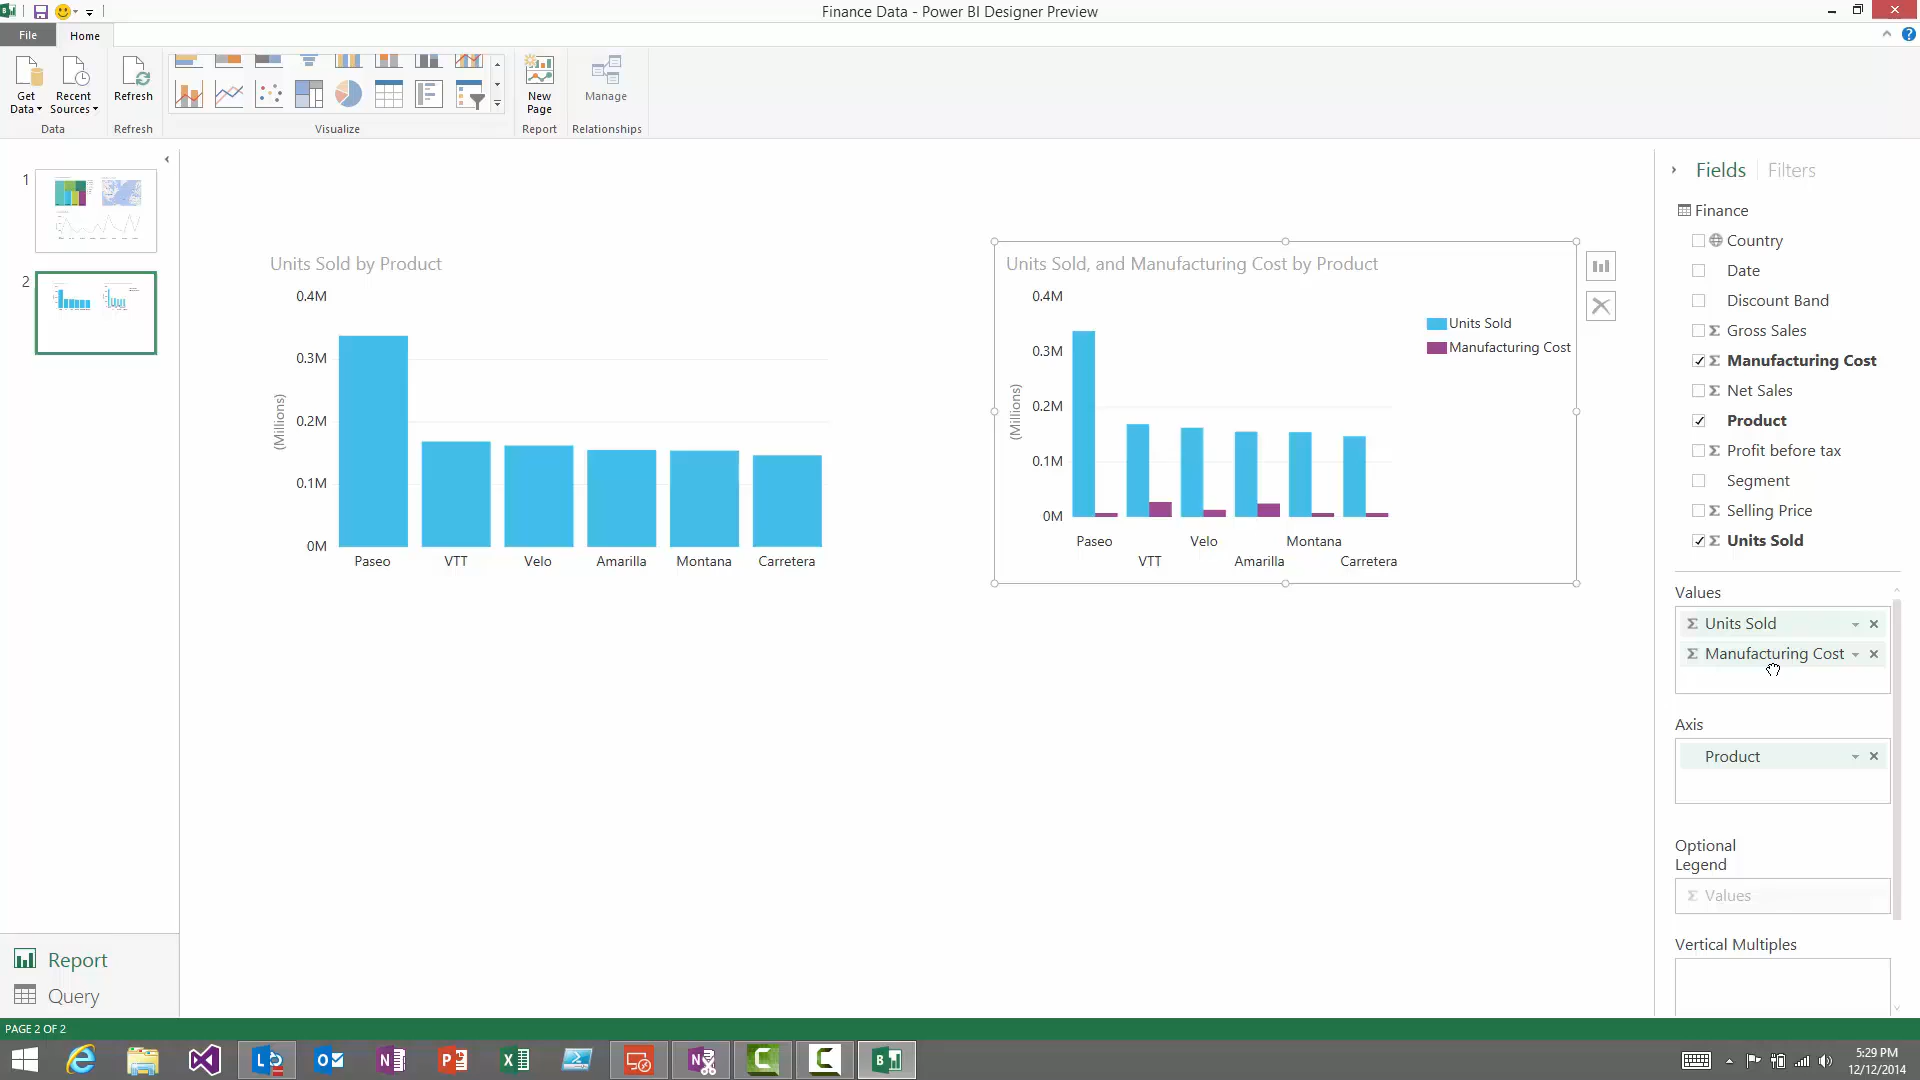 Finance Data - Power BI Designer Preview
File
Home
Get Data
Recent Sources
Refresh
New Page
Manage
Data
Refresh
Visualize
Report
Relationships
1
2
Units Sold by Product
0.4M
0.3M
0.2M
0.1M
0M
(Millions)
Paseo
VTT
Velo
Amarilla
Montana
Carretera
Units Sold, and Manufacturing Cost by Product
0.4M
0.3M
0.2M
0.1M
0M
(Millions)
Units Sold
Manufacturing Cost
Paseo
VTT
Velo
Amarilla
Montana
Carretera
Fields
Filters
Finance
Country
Date
Discount Band
Σ Gross Sales
Σ Manufacturing Cost
Σ Net Sales
Product
Σ Profit before tax
Segment
Σ Selling Price
Σ Units Sold
Values
Σ Units Sold
Σ Manufacturing Cost
Axis
Product
Optional
Legend
Σ Values
Vertical Multiples
Report
Query
PAGE 2 OF 2
5:29 PM
12/12/2014